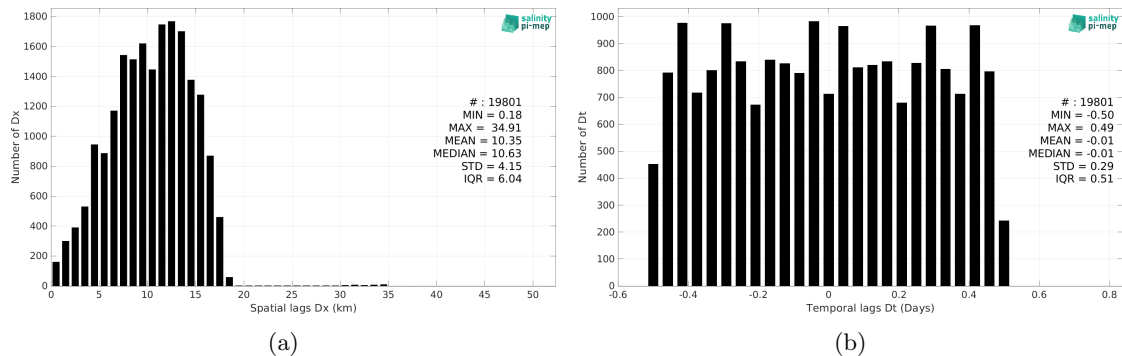 1800
1600
1400
1200
1000
800
600
400
200
0
Number of Dx
0 5 10 15 20 25 30 35 40 45 50
Spatial lags Dx (km)
salinity
pi-mep
# : 19801
MIN = 0.18
MAX = 34.91
MEAN = 10.35
MEDIAN = 10.63
STD = 4.15
IQR = 6.04
(a)
1000
900
800
700
600
500
400
300
200
100
0
Number of Dt
-0.6 -0.4 -0.2 0 0.2 0.4 0.6 0.8
Temporal lags Dt (Days)
salinity
pi-mep
# : 19801
MIN = -0.50
MAX = 0.49
MEAN = -0.01
MEDIAN = -0.01
STD = 0.29
IQR = 0.51
(b)